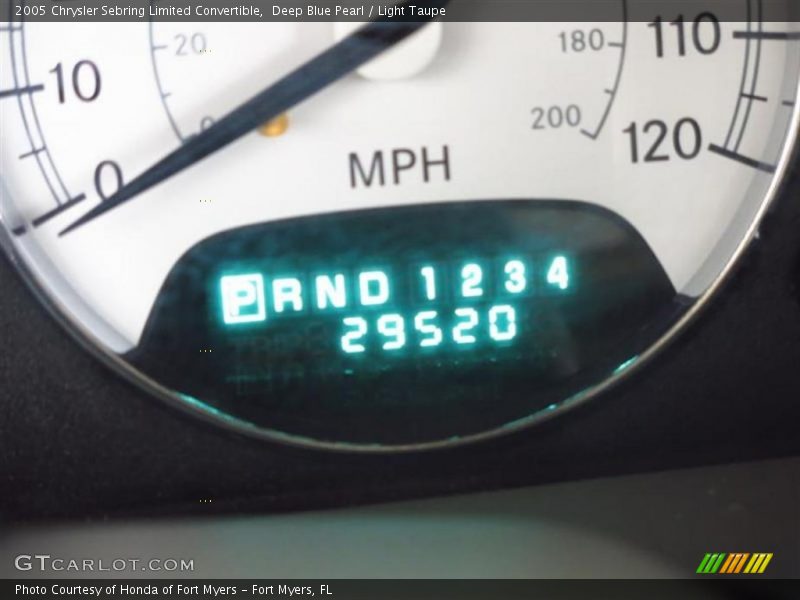 2005 Chrysler Sebring Limited Convertible,  Deep Blue Pearl / Light Taupe
20 180 110
10 200 120
0 0
MPH
P R N D 1 2 3 4
29520
GTCARLOT.COM
Photo Courtesy of Honda of Fort Myers - Fort Myers, FL